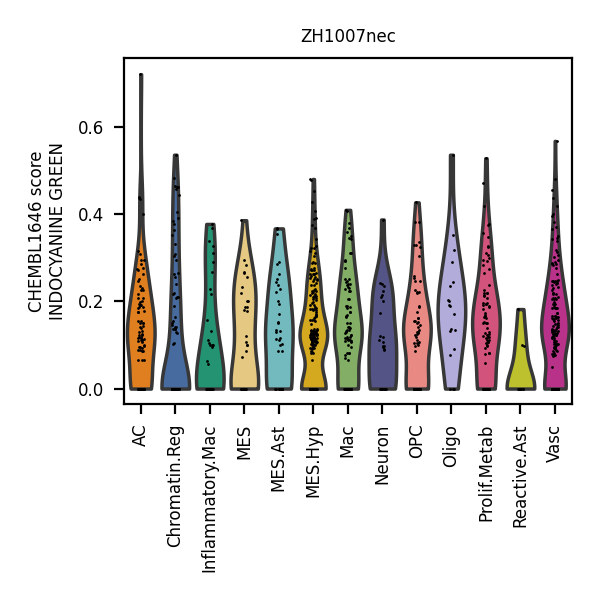 ZH1007nec
CHEMBL1646 score
INDOCYANINE GREEN
0.6
0.4
0.2
0.0
AC
Chromatin.Reg
Inflammatory.Mac
MES
MES.Ast
MES.Hyp
Mac
Neuron
OPC
Oligo
Prolif.Metab
Reactive.Ast
Vasc